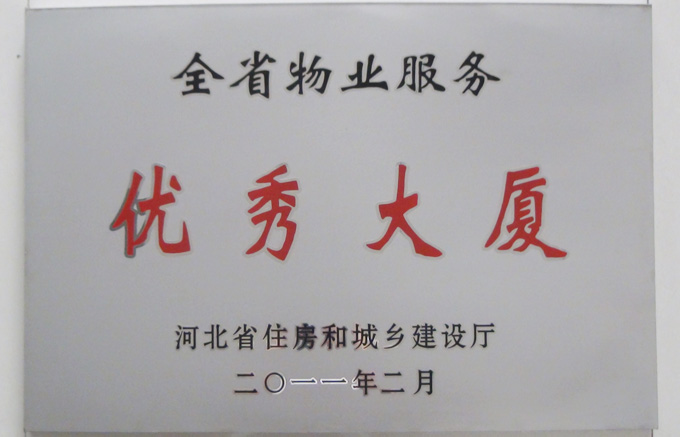 全省物业服务
优秀大厦
河北省住房和城乡建设厅
二〇一一年二月